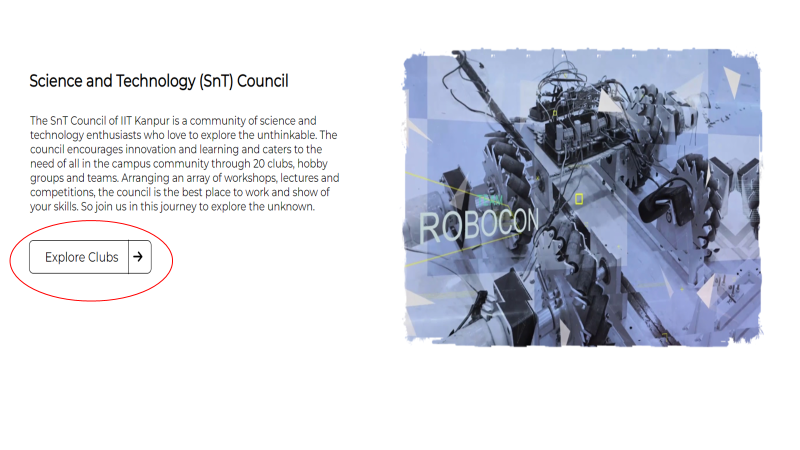 Science and Technology (SnT) Council
The SnT Council of IIT Kanpur is a community of science and
technology enthusiasts who love to explore the unthinkable. The
council encourages innovation and learning and caters to the
need of all in the campus community through 20 clubs, hobby
groups and teams. Arranging an array of workshops, lectures and
competitions, the council is the best place to work and show of
your skills. So join us in this journey to explore the unknown.
Explore Clubs
TEAM
ROBOCON